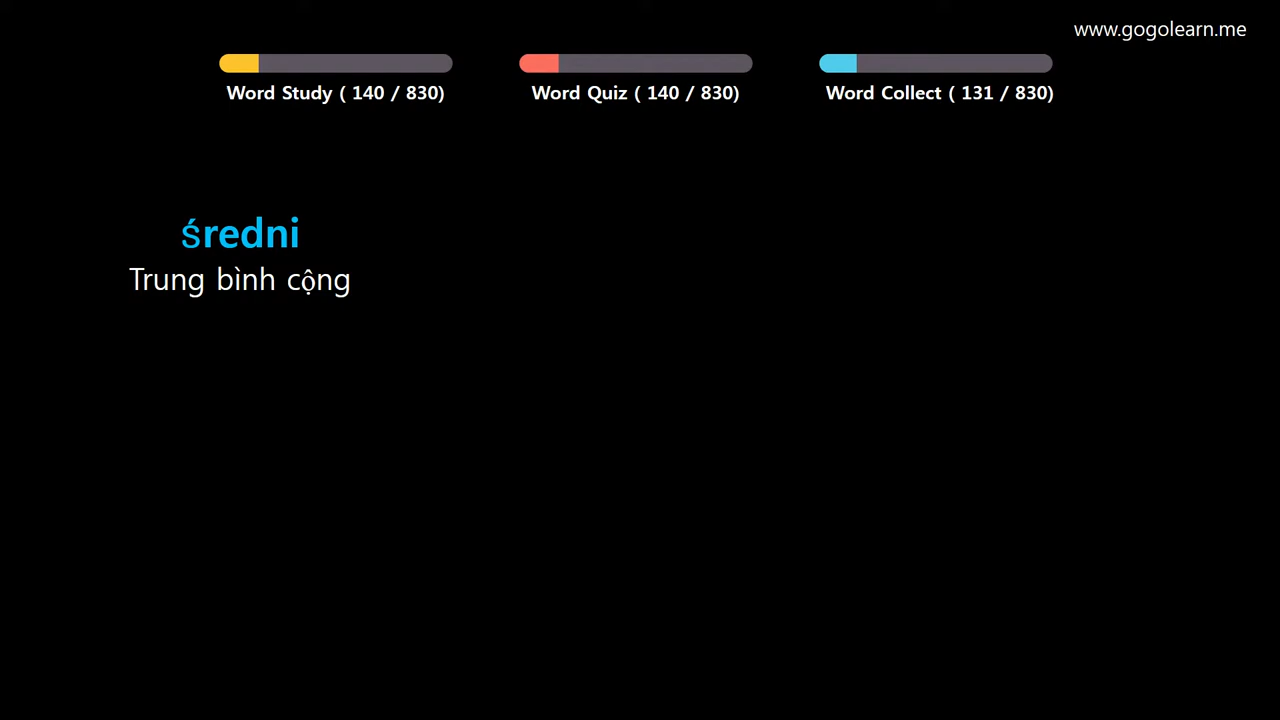 www.gogolearn.me
Word Study ( 140 / 830)
Word Quiz ( 140 / 830)
Word Collect ( 131 / 830)
średni
Trung bình cộng